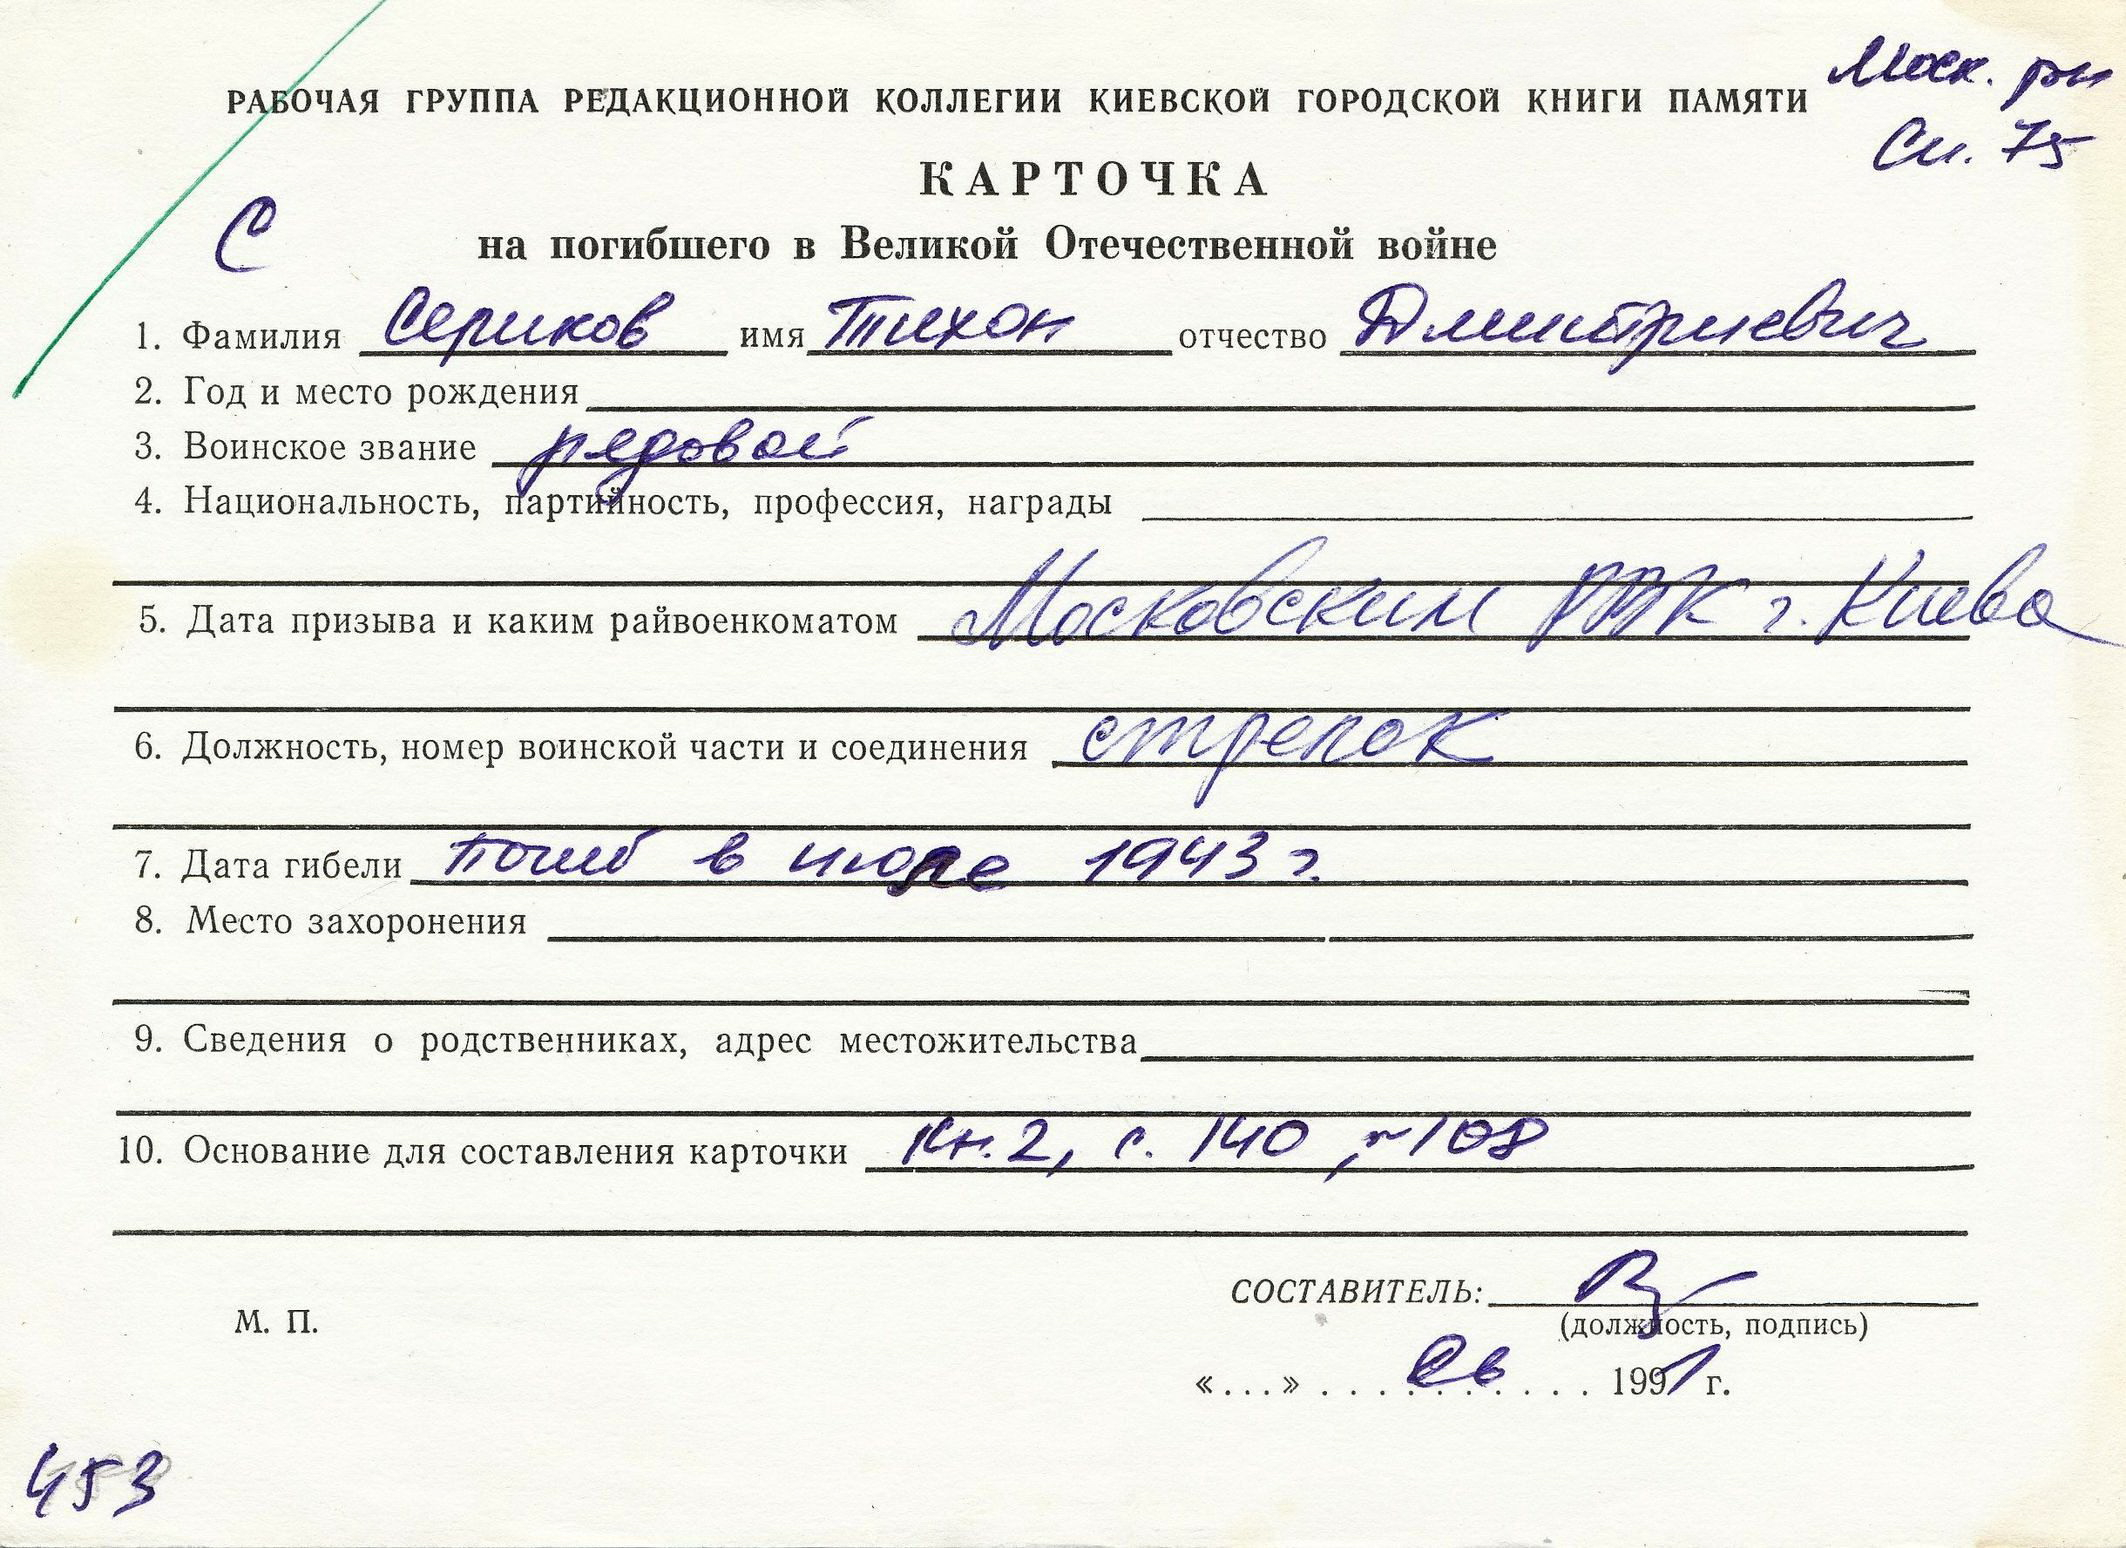 Моск. р-н
РАБОЧАЯ ГРУППА РЕДАКЦИОННОЙ КОЛЛЕГИИ КИЕВСКОЙ ГОРОДСКОЙ КНИГИ ПАМЯТИ
Сп. 75
КАРТОЧКА
С
на погибшего в Великой Отечественной войне
1. Фамилия Сериков имя Тихон отчество Дмитриевич
2. Год и место рождения
3. Воинское звание рядовой
4. Национальность, партийность, профессия, награды
5. Дата призыва и каким райвоенкоматом Московским РВК г. Киева
6. Должность, номер воинской части и соединения стрелок
7. Дата гибели погиб в июле 1943 г.
8. Место захоронения
9. Сведения о родственниках, адрес местожительства
10. Основание для составления карточки Кн. 2, с. 140, п 108
СОСТАВИТЕЛЬ:
М. П.
(должность, подпись)
«...» . . . . . . . . . . . 1991 г.
453